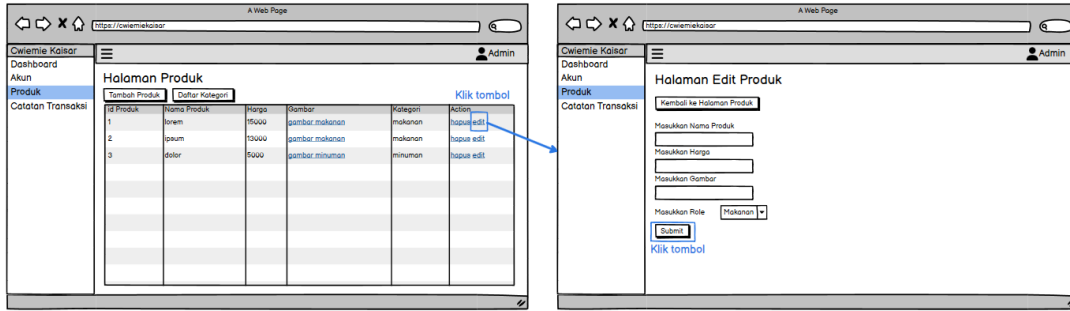 A Web Page
https://cwiemiekaisar
Cwiemie Kaisar
Dashboard
Akun
Produk
Catatan Transaksi
Admin
Halaman Produk
Tambah Produk Daftar Kategori
Klik tombol
id Produk Nama Produk Harga Gambar Kategori Action
1 lorem 15000 gambar makanan makanan hapus edit
2 ipsum 13000 gambar makanan makanan hapus edit
3 dolor 5000 gambar minuman minuman hapus edit
A Web Page
https://cwiemiekaisar
Cwiemie Kaisar
Dashboard
Akun
Produk
Catatan Transaksi
Admin
Halaman Edit Produk
Kembali ke Halaman Produk
Masukkan Nama Produk
Masukkan Harga
Masukkan Gambar
Masukkan Role Makanan
Submit
Klik tombol